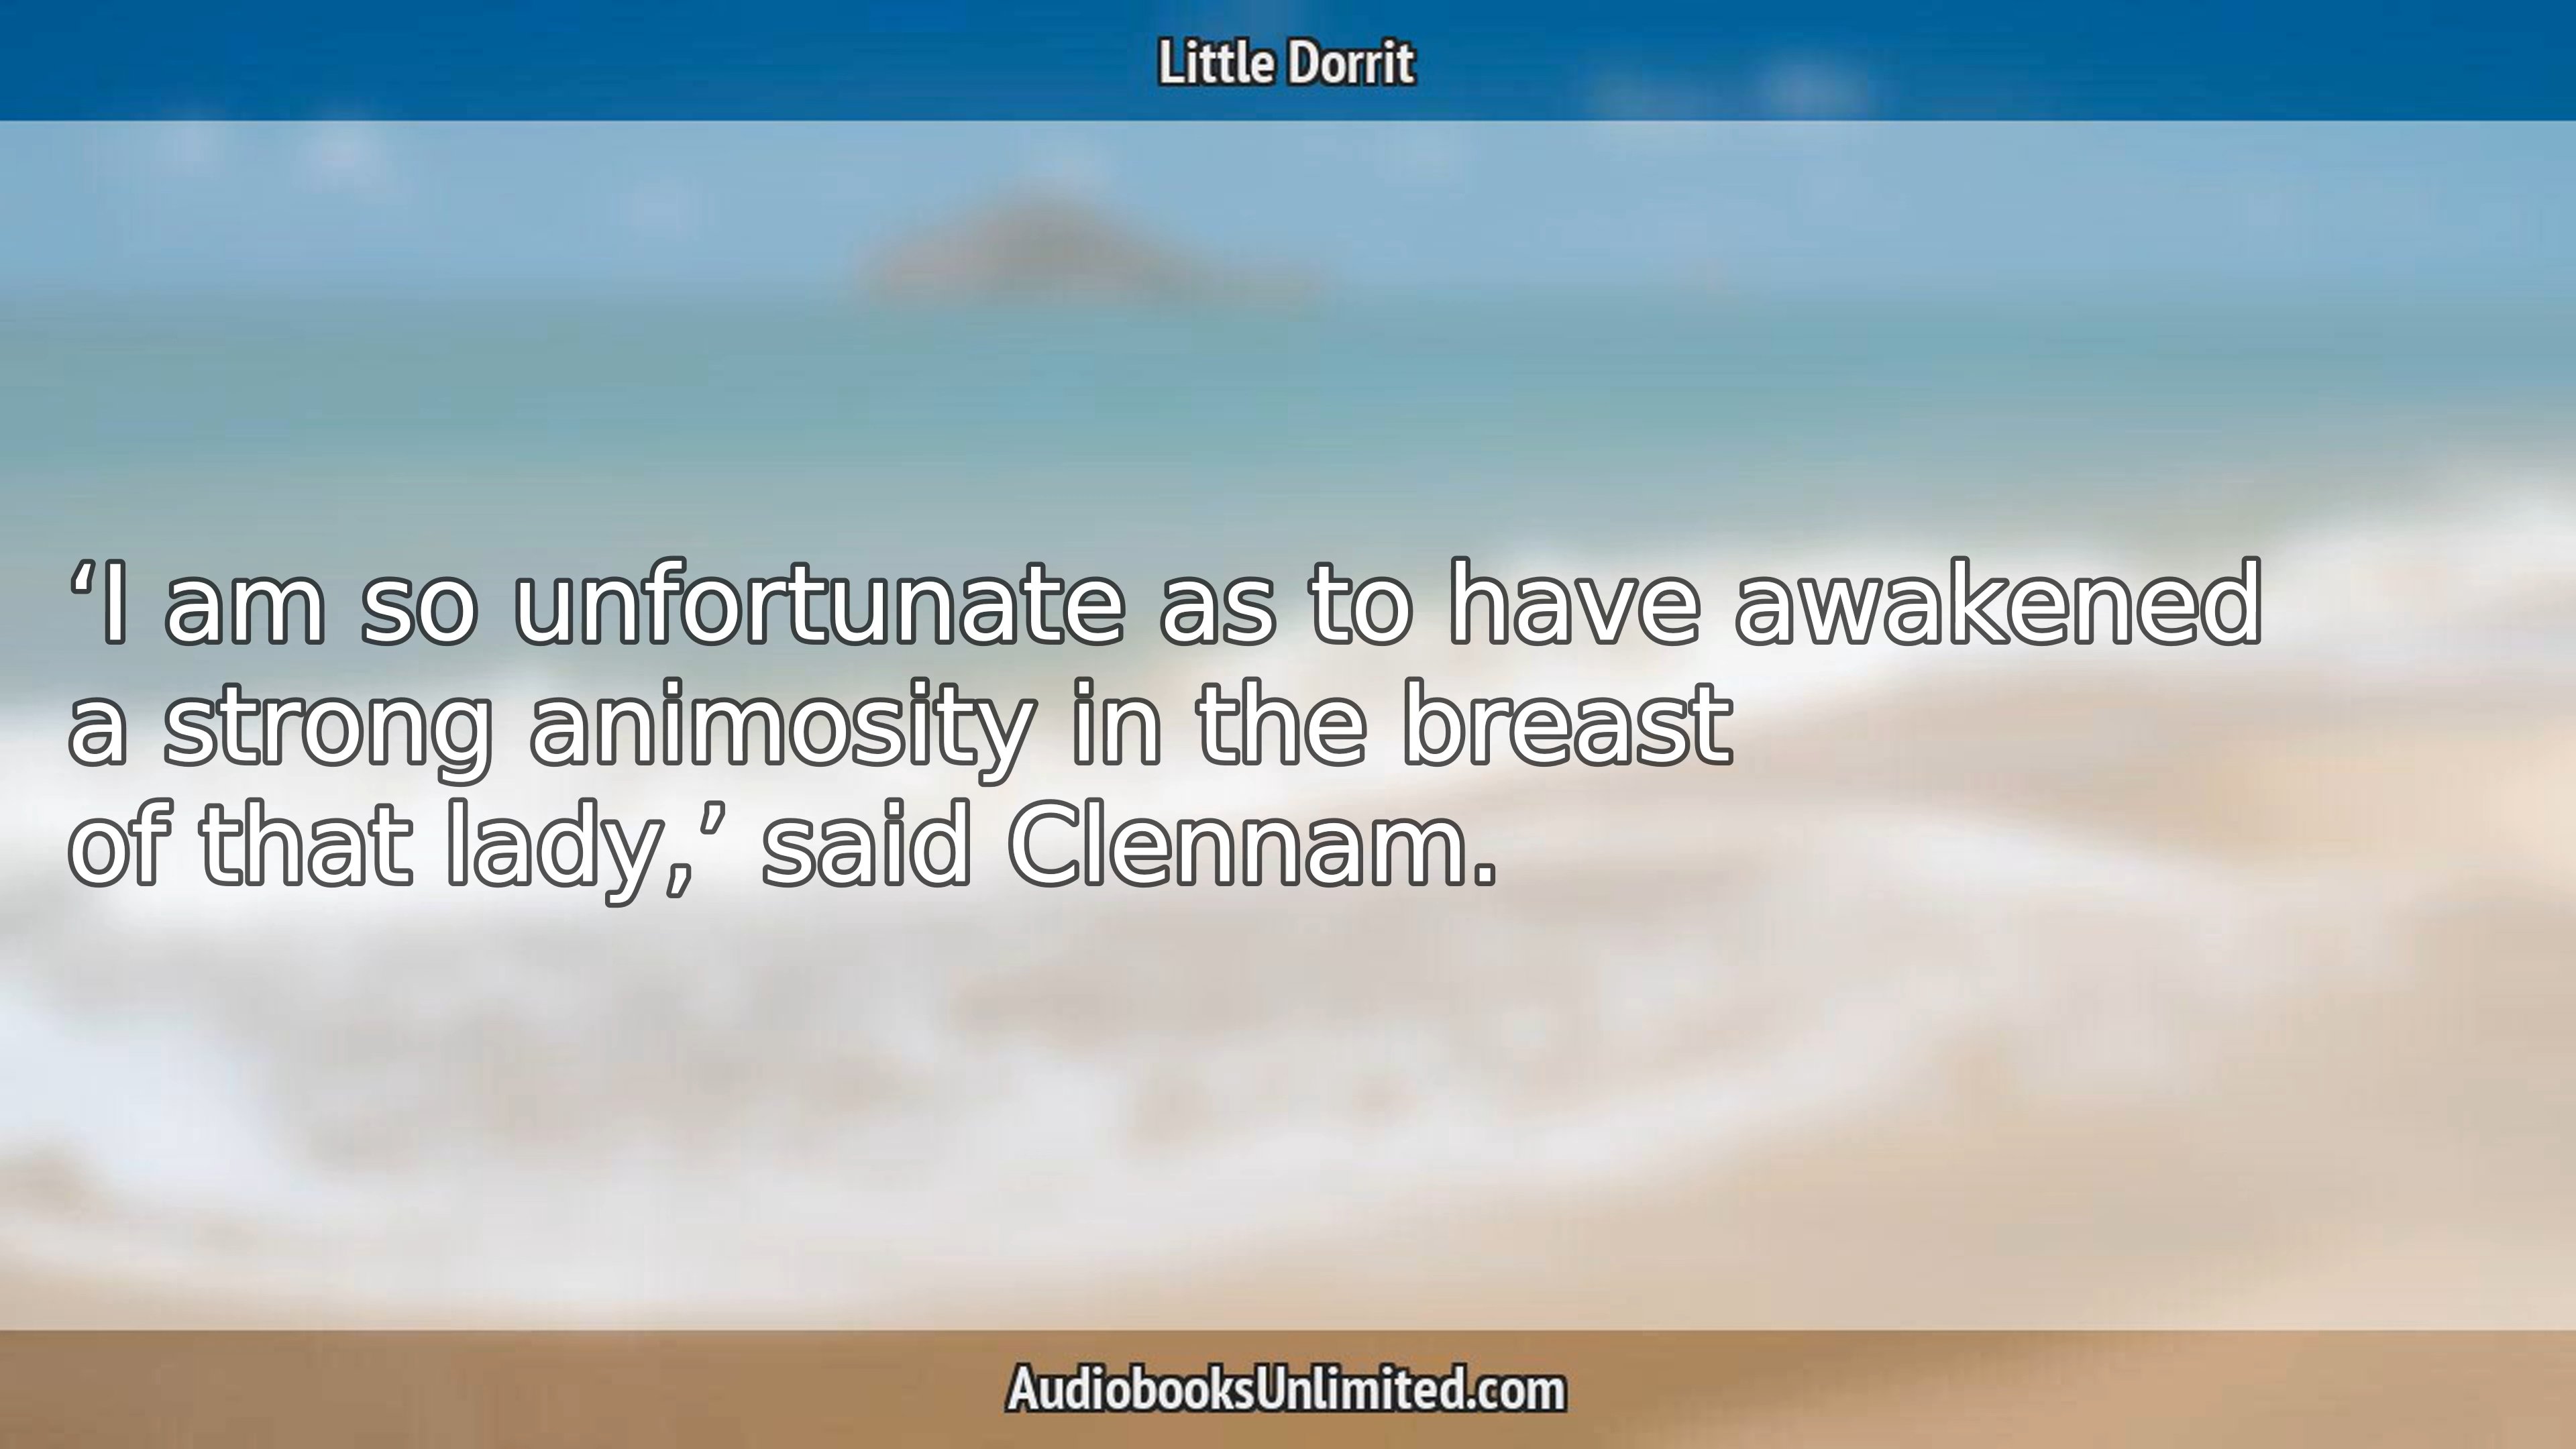 Little Dorrit
‘I am so unfortunate as to have awakened
a strong animosity in the breast
of that lady,’ said Clennam.
AudiobooksUnlimited.com